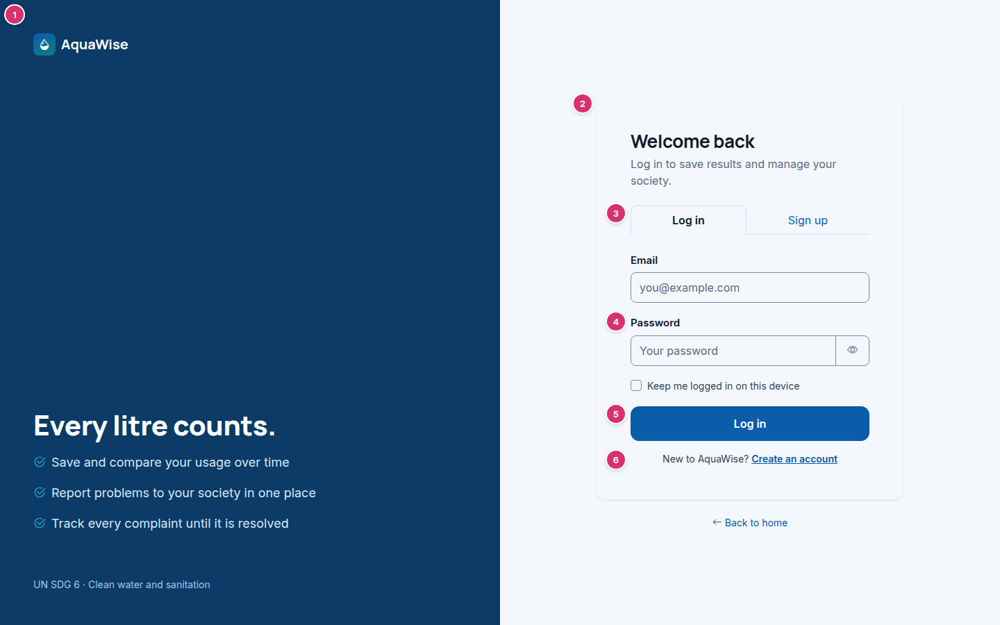 1
AquaWise
Every litre counts.
Save and compare your usage over time
Report problems to your society in one place
Track every complaint until it is resolved
UN SDG 6 · Clean water and sanitation
2
Welcome back
Log in to save results and manage your
society.
3
Log in
Sign up
Email
you@example.com
4
Password
Your password
Keep me logged in on this device
5
Log in
6
New to AquaWise? Create an account
← Back to home